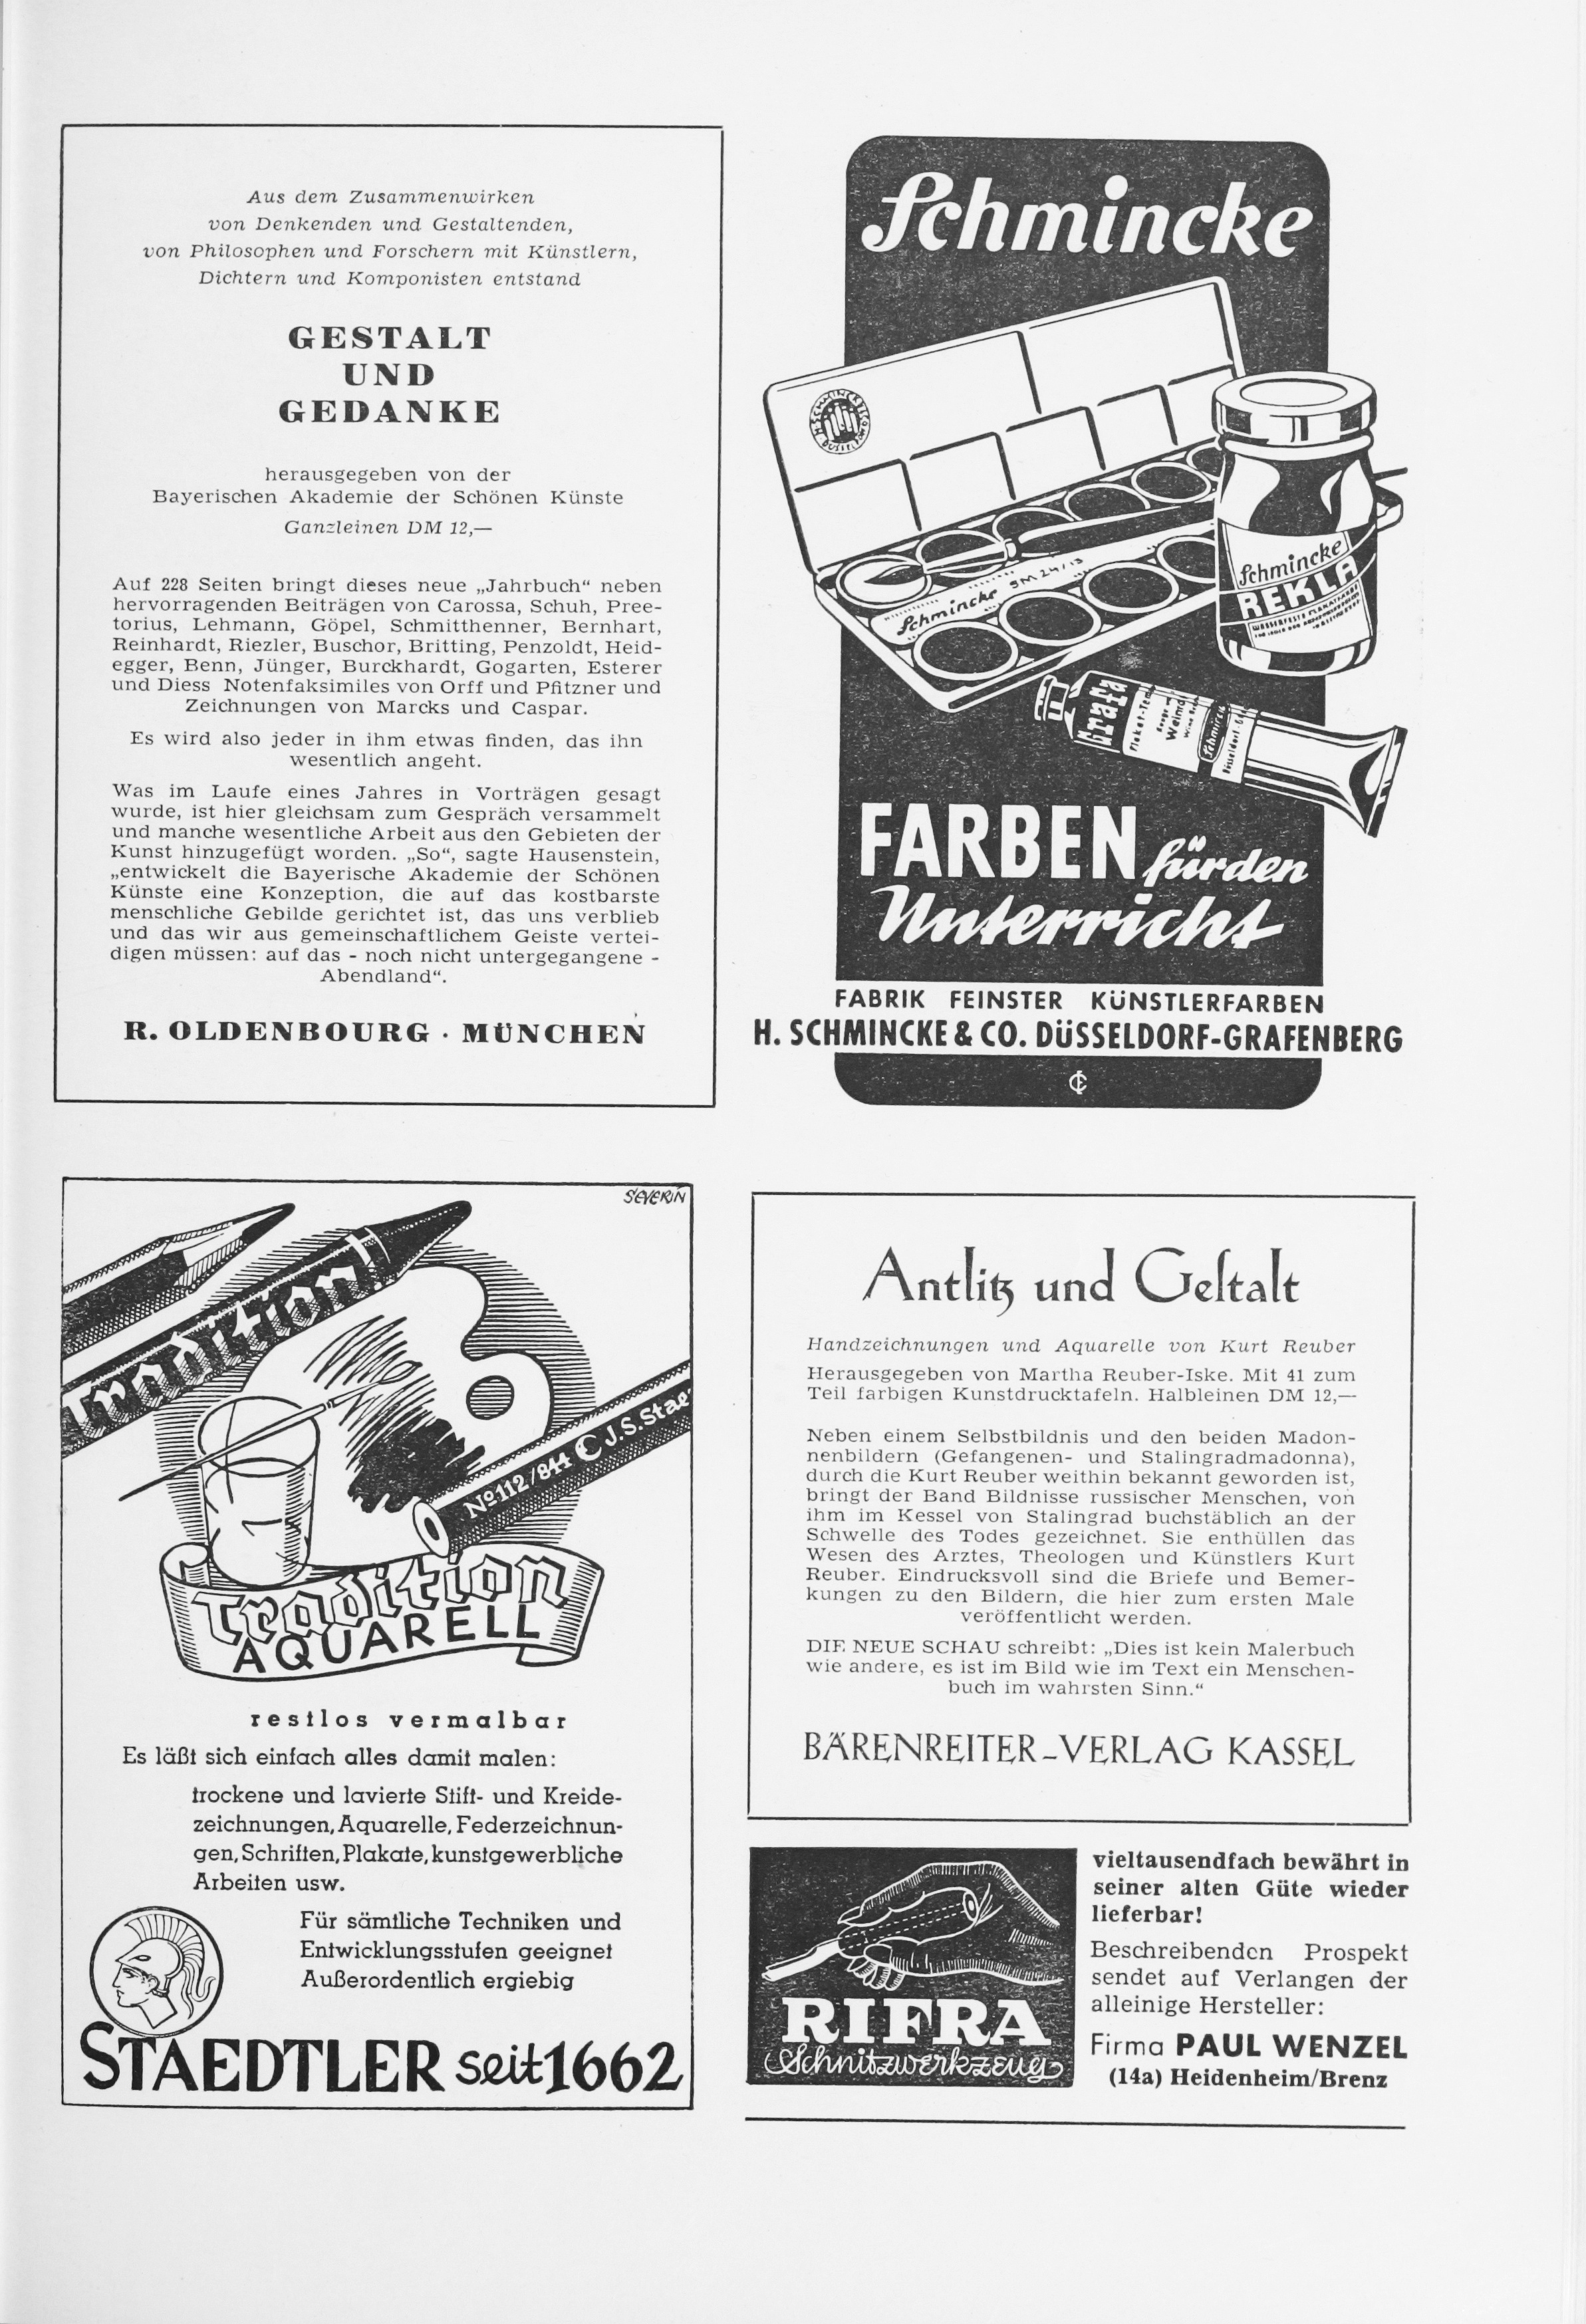 Aus dem Zusammenwirken
von Denkenden und Gestaltenden,
von Philosophen und Forschern mit Künstlern,
Dichtern und Komponisten entstand
GESTALT
UND
GEDANKE
herausgegeben von der
Bayerischen Akademie der Schönen Künste
Ganzleinen DM 12,—
Auf 228 Seiten bringt dieses neue „Jahrbuch“ neben
hervorragenden Beiträgen von Carossa, Schuh, Pree-
torius, Lehmann, Göpel, Schmitthenner, Bernhart,
Reinhardt, Riezler, Buschor, Britting, Penzoldt, Heid-
egger, Benn, Jünger, Burckhardt, Gogarten, Esterer
und Diess Notenfaksimiles von Orff und Pfitzner und
Zeichnungen von Marcks und Caspar.
Es wird also jeder in ihm etwas finden, das ihn
wesentlich angeht.
Was im Laufe eines Jahres in Vorträgen gesagt
wurde, ist hier gleichsam zum Gespräch versammelt
und manche wesentliche Arbeit aus den Gebieten der
Kunst hinzugefügt worden. „So“, sagte Hausenstein,
„entwickelt die Bayerische Akademie der Schönen
Künste eine Konzeption, die auf das kostbarste
menschliche Gebilde gerichtet ist, das uns verblieb
und das wir aus gemeinschaftlichem Geiste vertei-
digen müssen: auf das - noch nicht untergegangene -
Abendland“.
R. OLDENBOURG · MÜNCHEN
Schmincke
H. SCHMINCKE & CO
DÜSSELDORF
Schmincke SM 24/13
Schmincke
REKLA
Grafa
Plakat-Tem
Schmincke
FARBEN für den
Unterricht
FABRIK FEINSTER KÜNSTLERFARBEN
H. SCHMINCKE & CO. DÜSSELDORF-GRAFENBERG
SEVERIN
Tradition
No 112/844 J.S. Stae
Tradition
AQUARELL
restlos vermalbar
Es läßt sich einfach alles damit malen:
trockene und lavierte Stift- und Kreide-
zeichnungen, Aquarelle, Federzeichnun-
gen, Schriften, Plakate, kunstgewerbliche
Arbeiten usw.
Für sämtliche Techniken und
Entwicklungsstufen geeignet
Außerordentlich ergiebig
STAEDTLER seit 1662
Antlitz und Gestalt
Handzeichnungen und Aquarelle von Kurt Reuber
Herausgegeben von Martha Reuber-Iske. Mit 41 zum
Teil farbigen Kunstdrucktafeln. Halbleinen DM 12,—
Neben einem Selbstbildnis und den beiden Madon-
nenbildern (Gefangenen- und Stalingradmadonna),
durch die Kurt Reuber weithin bekannt geworden ist,
bringt der Band Bildnisse russischer Menschen, von
ihm im Kessel von Stalingrad buchstäblich an der
Schwelle des Todes gezeichnet. Sie enthüllen das
Wesen des Arztes, Theologen und Künstlers Kurt
Reuber. Eindrucksvoll sind die Briefe und Bemer-
kungen zu den Bildern, die hier zum ersten Male
veröffentlicht werden.
DIE NEUE SCHAU schreibt: „Dies ist kein Malerbuch
wie andere, es ist im Bild wie im Text ein Menschen-
buch im wahrsten Sinn.“
BÄRENREITER-VERLAG KASSEL
RIFRA
Schnitzwerkzeug
vieltausendfach bewährt in
seiner alten Güte wieder
lieferbar!
Beschreibenden Prospekt
sendet auf Verlangen der
alleinige Hersteller:
Firma PAUL WENZEL
(14a) Heidenheim/Brenz